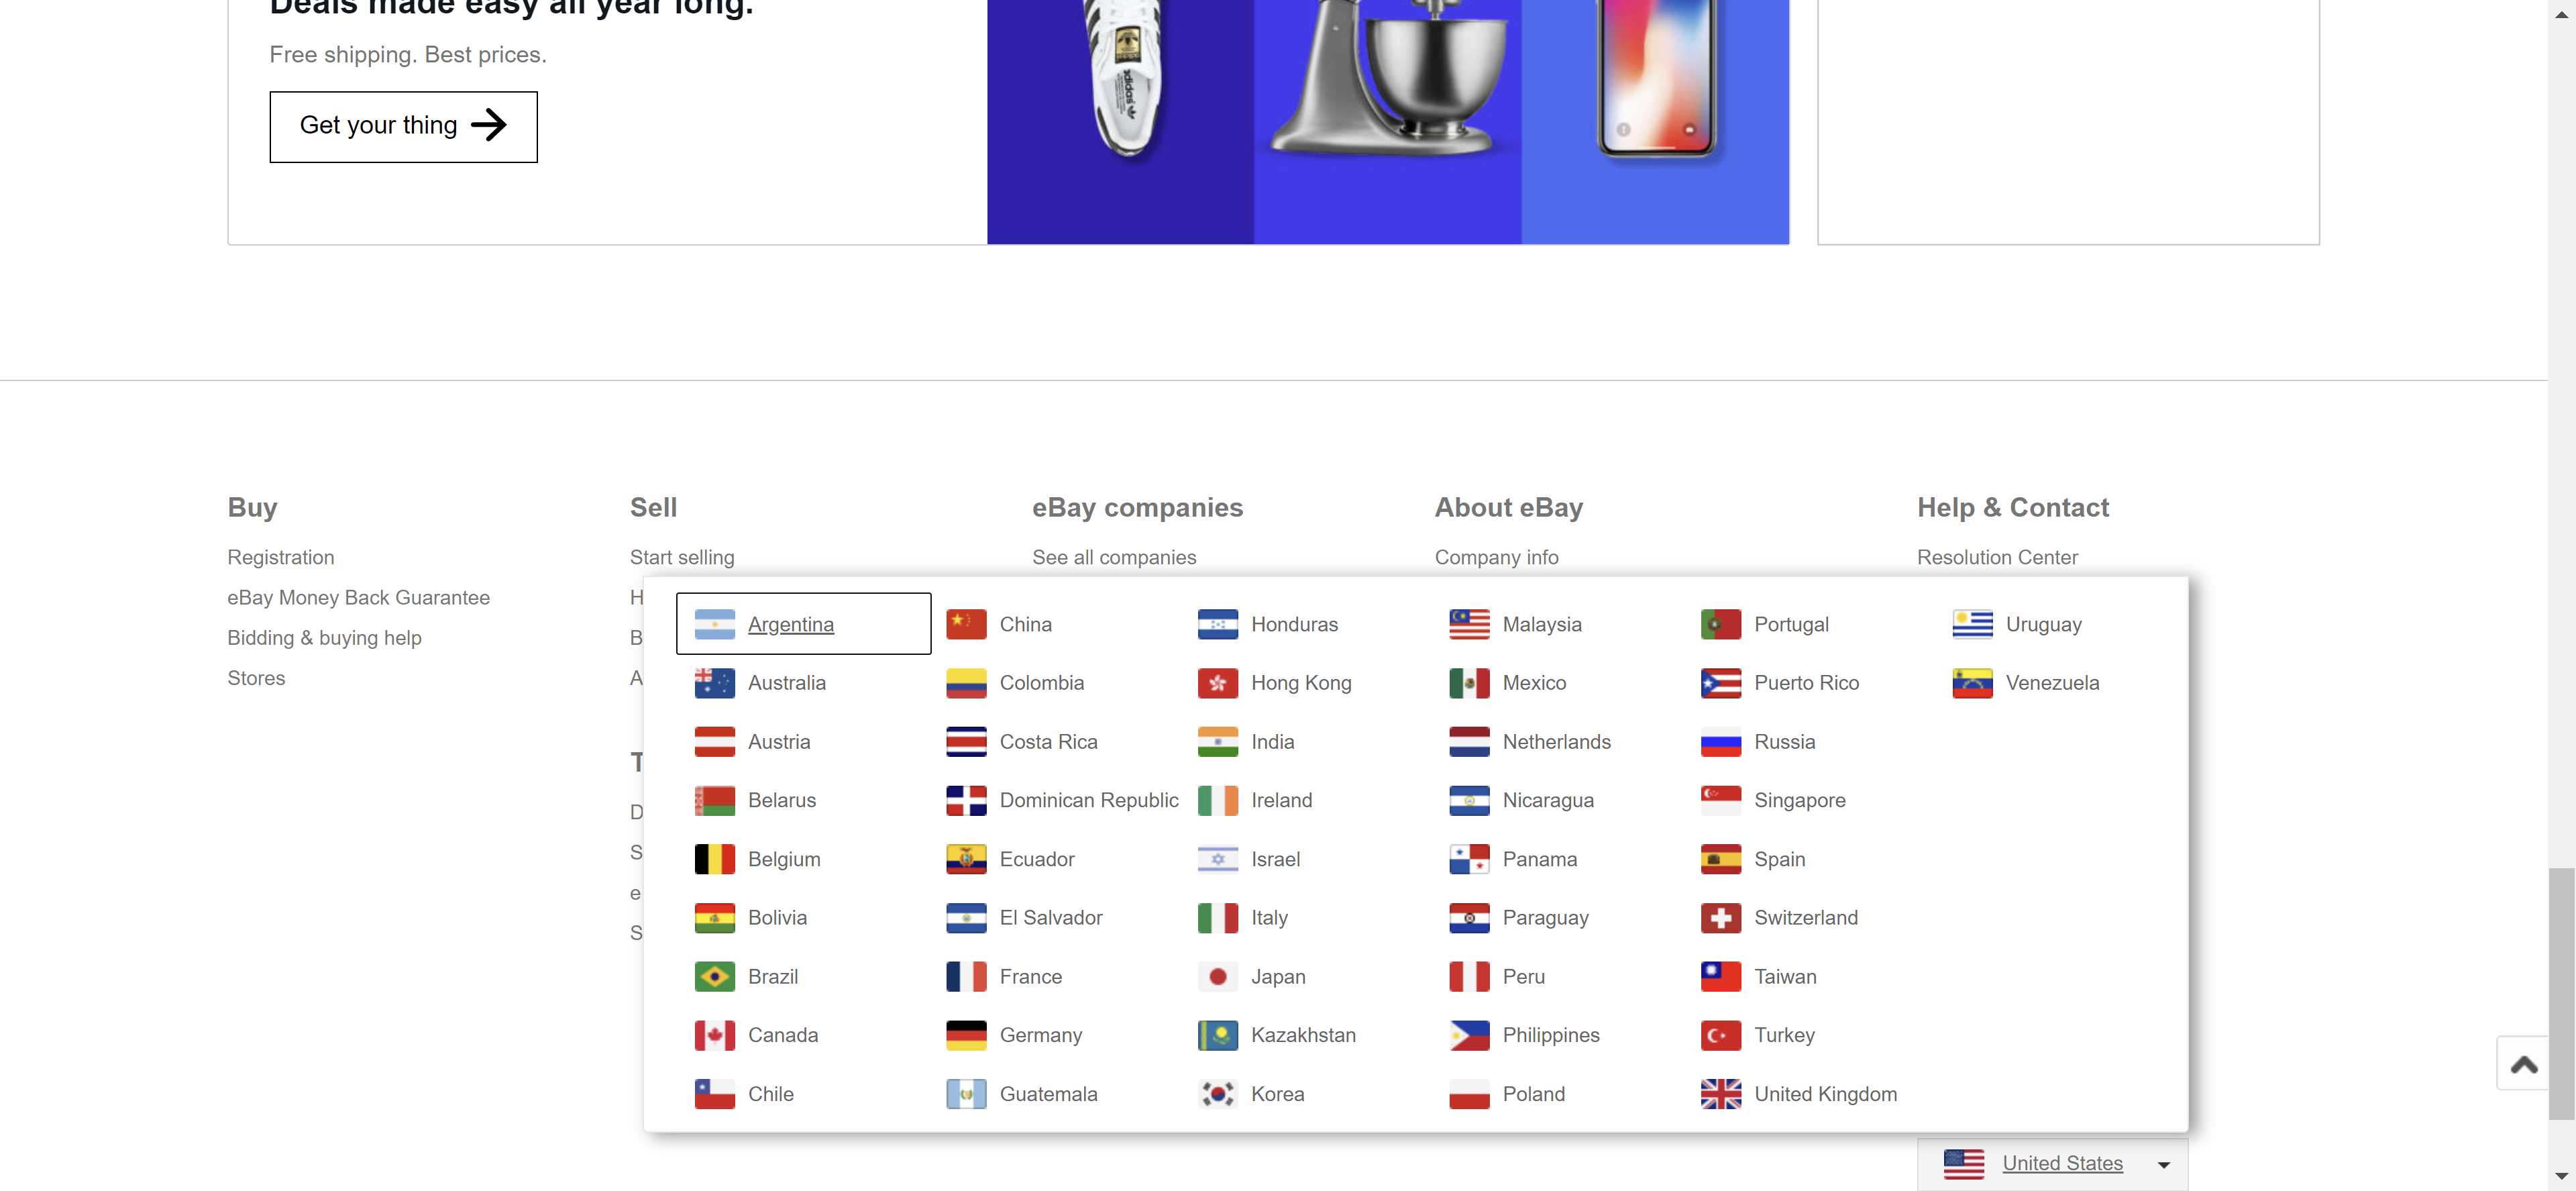 Deals made easy all year long.
Free shipping. Best prices.
Get your thing
adidas
Buy
Registration
eBay Money Back Guarantee
Bidding & buying help
Stores
Sell
Start selling
H
B
A
T
D
S
e
S
eBay companies
See all companies
About eBay
Company info
Help & Contact
Resolution Center
Argentina
Australia
Austria
Belarus
Belgium
Bolivia
Brazil
Canada
Chile
China
Colombia
Costa Rica
Dominican Republic
Ecuador
El Salvador
France
Germany
Guatemala
Honduras
Hong Kong
India
Ireland
Israel
Italy
Japan
Kazakhstan
Korea
Malaysia
Mexico
Netherlands
Nicaragua
Panama
Paraguay
Peru
Philippines
Poland
Portugal
Puerto Rico
Russia
Singapore
Spain
Switzerland
Taiwan
Turkey
United Kingdom
Uruguay
Venezuela
United States